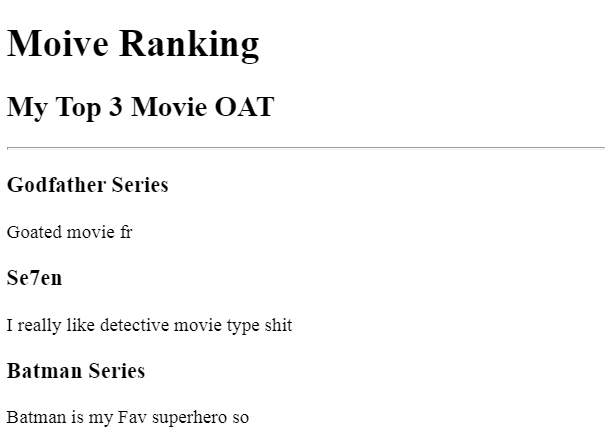 Moive Ranking
My Top 3 Movie OAT
Godfather Series
Goated movie fr
Se7en
I really like detective movie type shit
Batman Series
Batman is my Fav superhero so